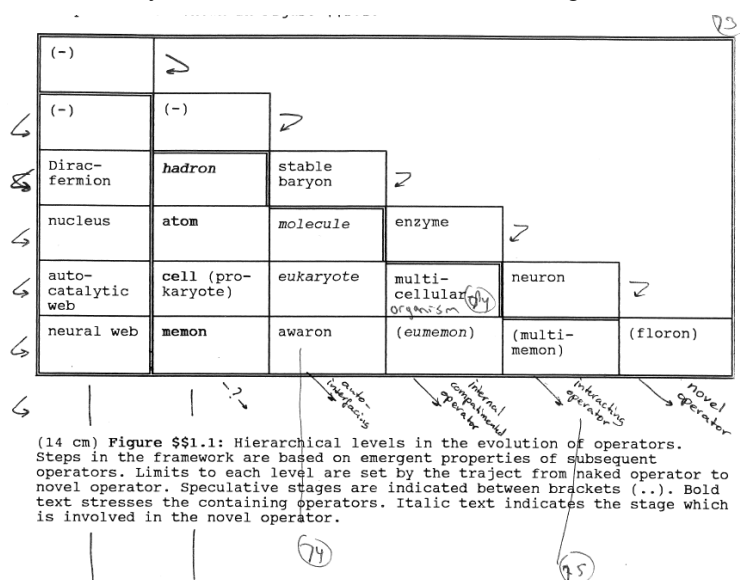 73
(-)
(-) (-)
Dirac- hadron stable
fermion baryon
nucleus atom molecule enzyme
auto- cell (pro- eukaryote multi- neuron
catalytic karyote) cellular
web organism
neural web memon awaron (eumemon) (multi- (floron)
memon)
-?
auto-
interfacing
internal
compartimented
operator
interacting
operator
novel
operator
(14 cm) Figure $$1.1: Hierarchical levels in the evolution of operators.
Steps in the framework are based on emergent properties of subsequent
operators. Limits to each level are set by the traject from naked operator to
novel operator. Speculative stages are indicated between brackets (..). Bold
text stresses the containing operators. Italic text indicates the stage which
is involved in the novel operator.
74
75